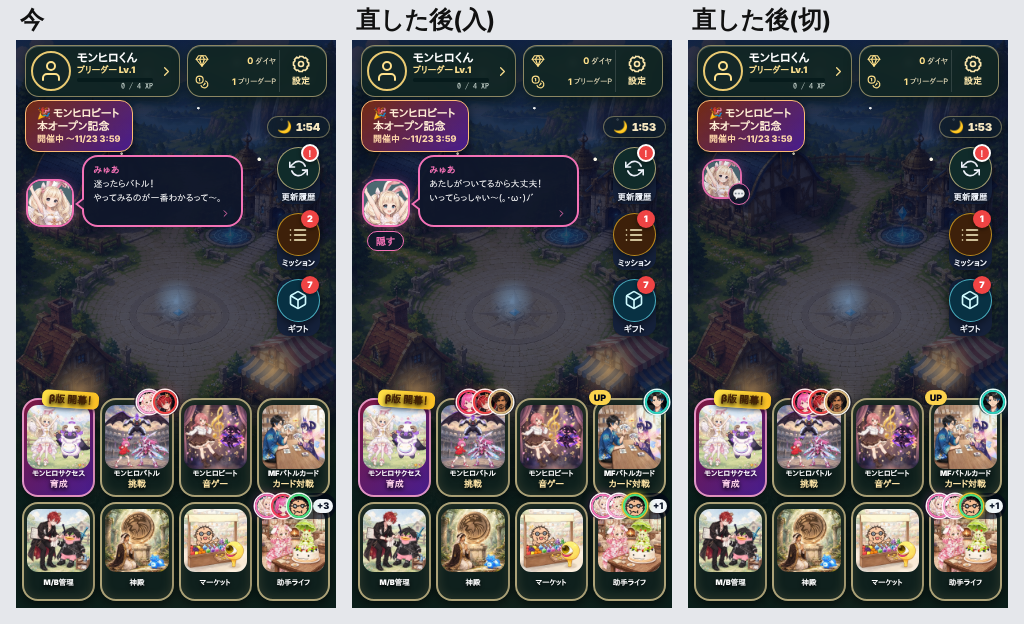 今
モンヒロくん
ブリーダー Lv.1
0 / 4 XP
0 ダイヤ
1 ブリーダーP
設定
🎉 モンヒロビート
本オープン記念
開催中 〜11/23 3:59
🌙 1:54
みゅあ
迷ったらバトル!
やってみるのが一番わかるって〜。
!
更新履歴
2
ミッション
7
ギフト
β版 開幕!
モンヒロサクセス
育成
モンヒロバトル
挑戦
モンヒロビート
音ゲー
MFバトルカード
カード対戦
+3
M/B管理
神殿
マーケット
助手ライフ
直した後(入)
モンヒロくん
ブリーダー Lv.1
0 / 4 XP
0 ダイヤ
1 ブリーダーP
設定
🎉 モンヒロビート
本オープン記念
開催中 〜11/23 3:59
🌙 1:53
みゅあ
あたしがついてるから大丈夫!
いってらっしゃい〜(｡･ω･)ﾉﾞ
隠す
!
更新履歴
1
ミッション
7
ギフト
β版 開幕!
UP
モンヒロサクセス
育成
モンヒロバトル
挑戦
モンヒロビート
音ゲー
MFバトルカード
カード対戦
+1
M/B管理
神殿
マーケット
助手ライフ
直した後(切)
モンヒロくん
ブリーダー Lv.1
0 / 4 XP
0 ダイヤ
1 ブリーダーP
設定
🎉 モンヒロビート
本オープン記念
開催中 〜11/23 3:59
🌙 1:53
💬
!
更新履歴
1
ミッション
7
ギフト
β版 開幕!
UP
モンヒロサクセス
育成
モンヒロバトル
挑戦
モンヒロビート
音ゲー
MFバトルカード
カード対戦
+1
M/B管理
神殿
マーケット
助手ライフ